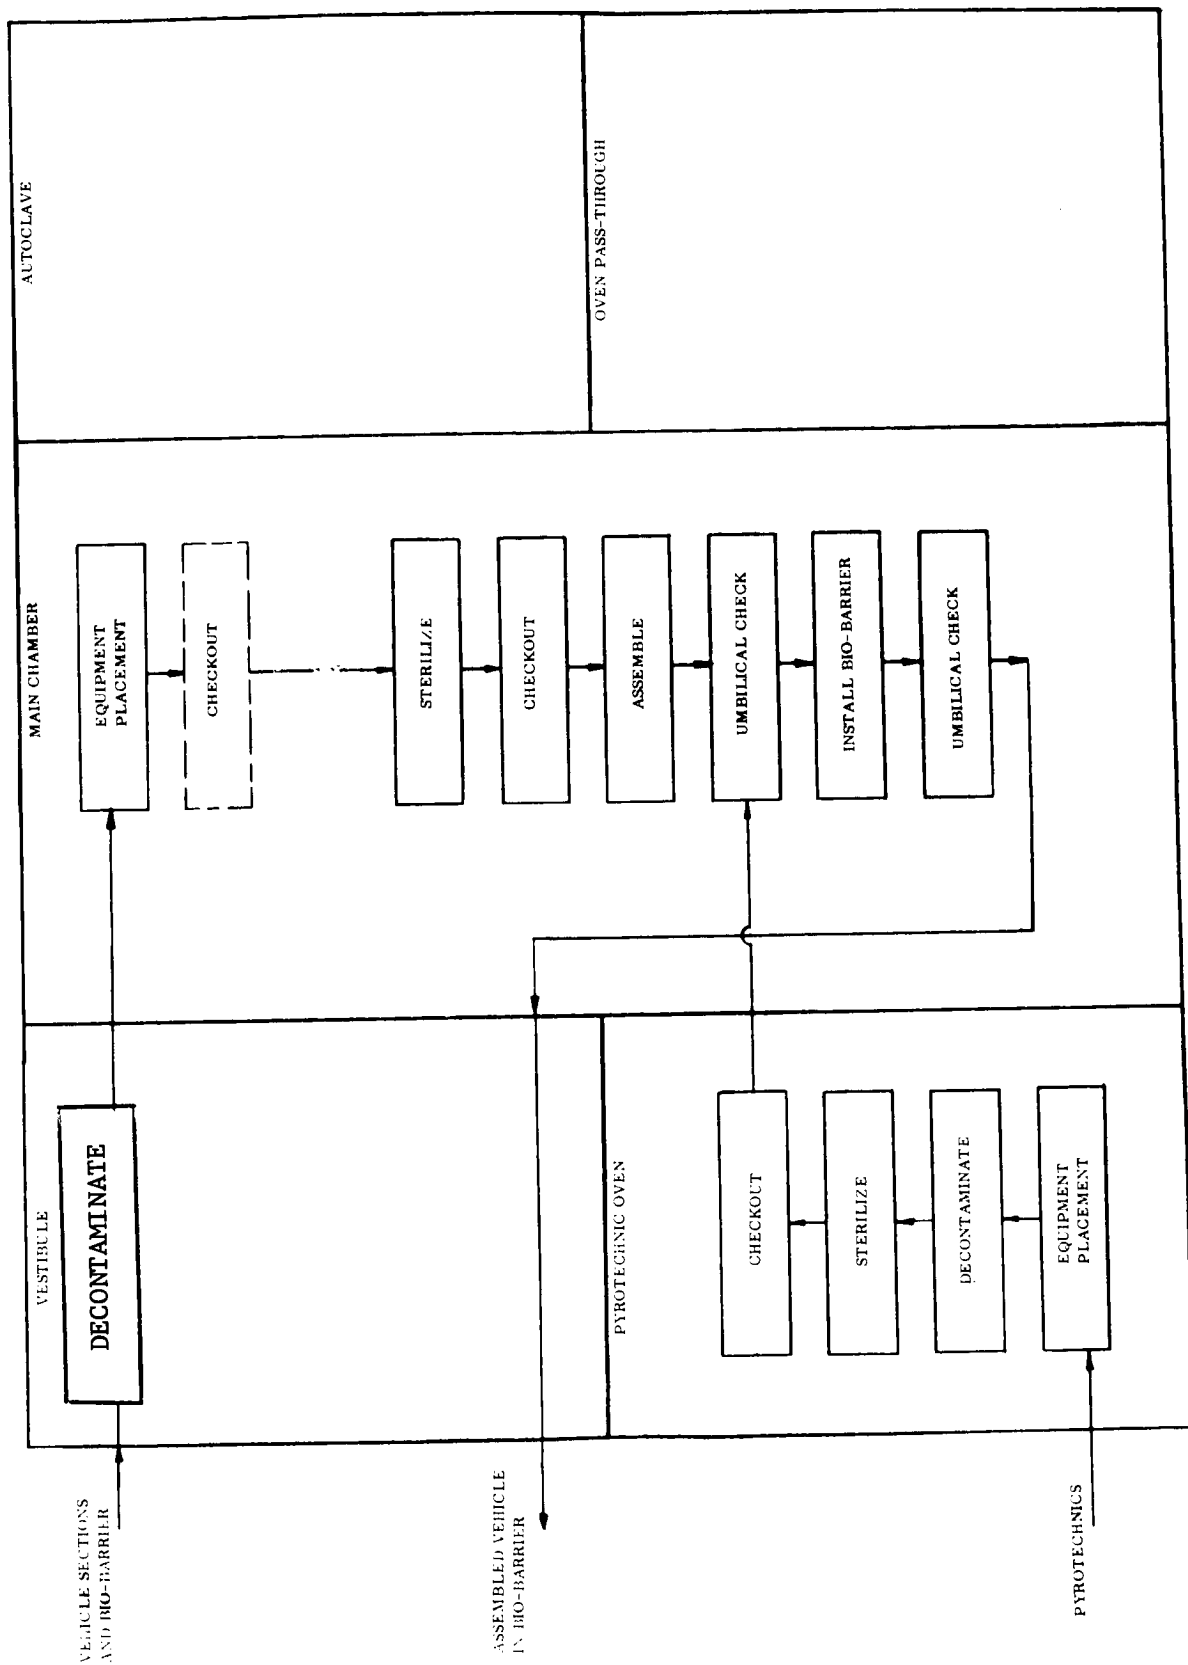 VEHICLE SECTIONS
AND BIO-BARRIER
VESTIBULE
DECONTAMINATE
MAIN CHAMBER
EQUIPMENT
PLACEMENT
CHECKOUT
STERILIZE
CHECKOUT
ASSEMBLE
UMBILICAL CHECK
INSTALL BIO-BARRIER
UMBILICAL CHECK
AUTOCLAVE
OVEN PASS-THROUGH
ASSEMBLED VEHICLE
IN BIO-BARRIER
PYROTECHNIC OVEN
CHECKOUT
STERILIZE
DECONTAMINATE
EQUIPMENT
PLACEMENT
PYROTECHNICS